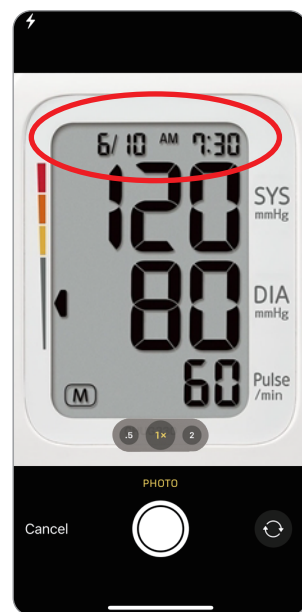 6/ 10 AM 7:30
120 SYS
mmHg
80 DIA
mmHg
60 Pulse
/min
M
.5 1× 2
PHOTO
Cancel